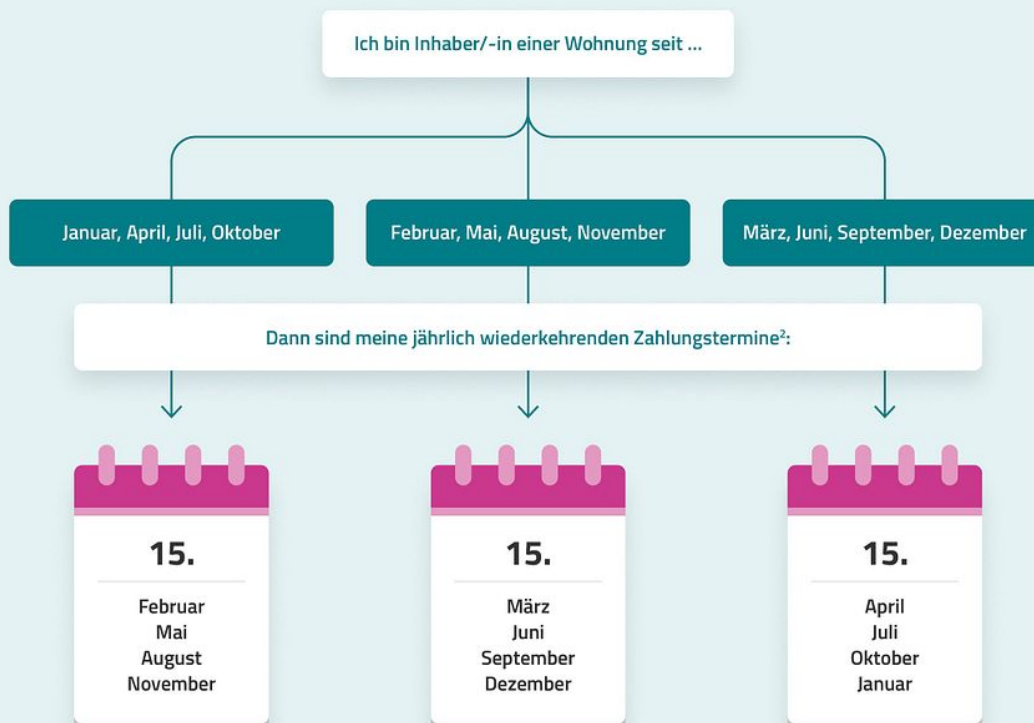 Ich bin Inhaber/-in einer Wohnung seit ...
Januar, April, Juli, Oktober
Februar, Mai, August, November
März, Juni, September, Dezember
Dann sind meine jährlich wiederkehrenden Zahlungstermine²:
15.
Februar
Mai
August
November
15.
März
Juni
September
Dezember
15.
April
Juli
Oktober
Januar